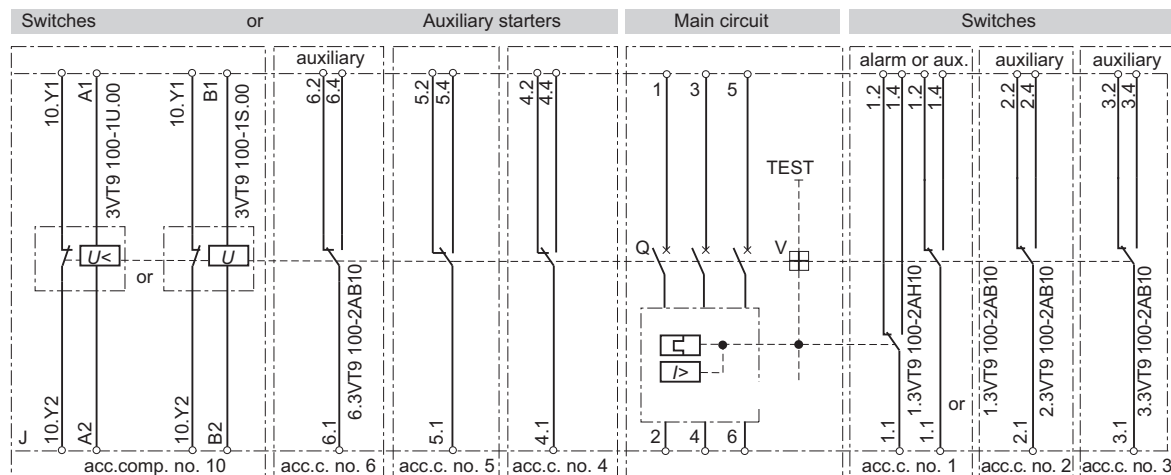 Switches or Auxiliary starters Main circuit Switches
auxiliary alarm or aux. auxiliary auxiliary
10.Y1 A1 10.Y1 B1 6.2 6.4 5.2 5.4 4.2 4.4 1 3 5 1.2 1.4 1.2 1.4 2.2 2.4 3.2 3.4
3VT9 100-1U.00
3VT9 100-1S.00
TEST
U< or U Q V
6.3VT9 100-2AB10
1.3VT9 100-2AH10
1.3VT9 100-2AB10
2.3VT9 100-2AB10
3.3VT9 100-2AB10
I>
or
J 10.Y2 A2 10.Y2 B2 6.1 5.1 4.1 2 4 6 1.1 1.1 2.1 3.1
acc.comp. no. 10 acc.c. no. 6 acc.c. no. 5 acc.c. no. 4 acc.c. no. 1 acc.c. no. 2 acc.c. no. 3